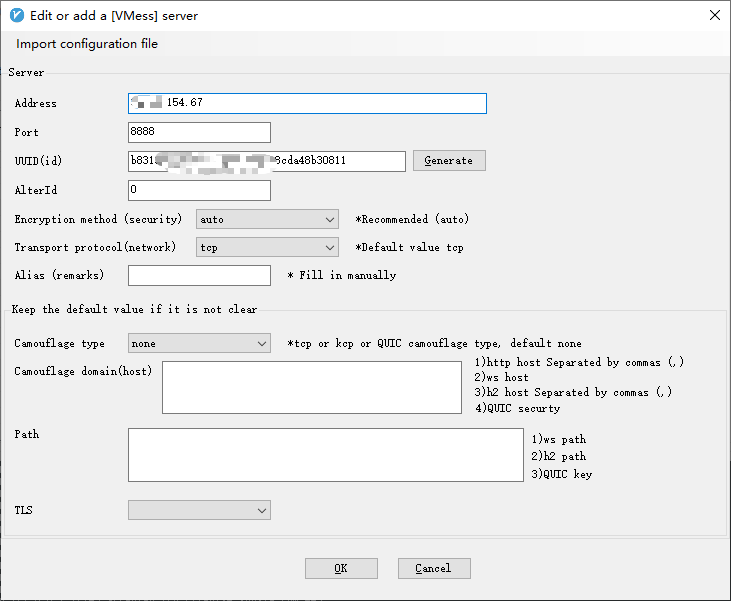 Edit or add a [VMess] server
Import configuration file
Server
Address 154.67
Port 8888
UUID(id) Generate
AlterId 0
Encryption method (security) auto *Recommended (auto)
Transport protocol(network) tcp *Default value tcp
Alias (remarks) * Fill in manually
Keep the default value if it is not clear
Camouflage type none *tcp or kcp or QUIC camouflage type, default none
Camouflage domain(host)
1)http host Separated by commas (,)
2)ws host
3)h2 host Separated by commas (,)
4)QUIC securty
Path
1)ws path
2)h2 path
3)QUIC key
TLS
OK Cancel